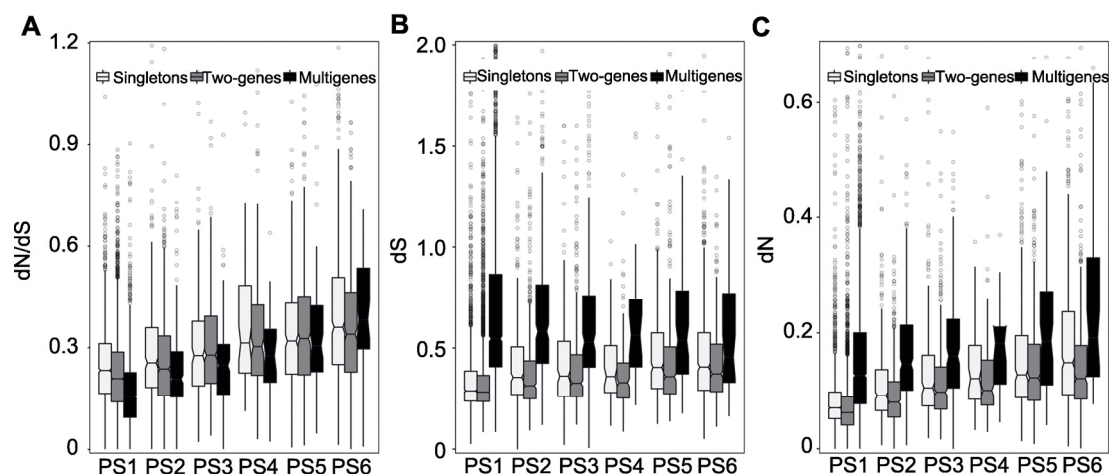 A
B
C
1.2
0.9
0.6
0.3
0
dN/dS
Singletons Two-genes Multigenes
PS1 PS2 PS3 PS4 PS5 PS6
2.0
1.5
1.0
0.5
0
dS
Singletons Two-genes Multigenes
PS1 PS2 PS3 PS4 PS5 PS6
0.6
0.4
0.2
0
dN
Singletons Two-genes Multigenes
PS1 PS2 PS3 PS4 PS5 PS6